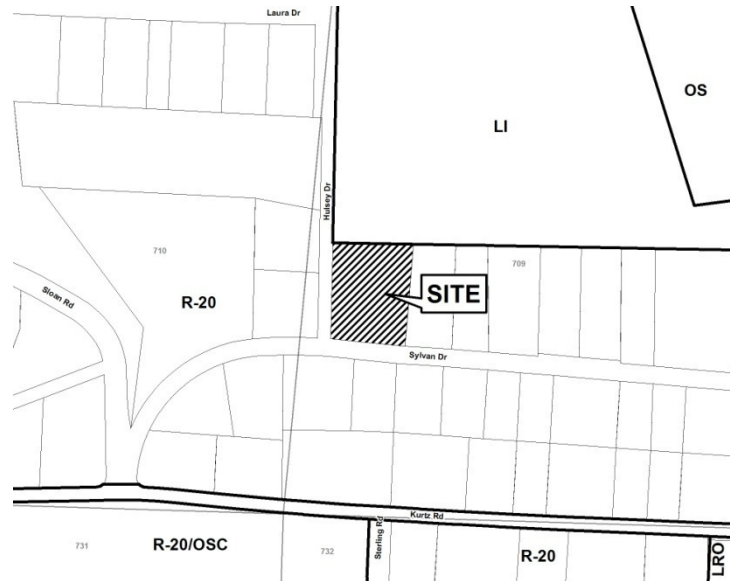 Laura Dr
OS
LI
Hulsey Dr
710
709
Sloan Rd
R-20
SITE
Sylvan Dr
Kurtz Rd
Sterling Rd
731
R-20/OSC
732
R-20
LRO